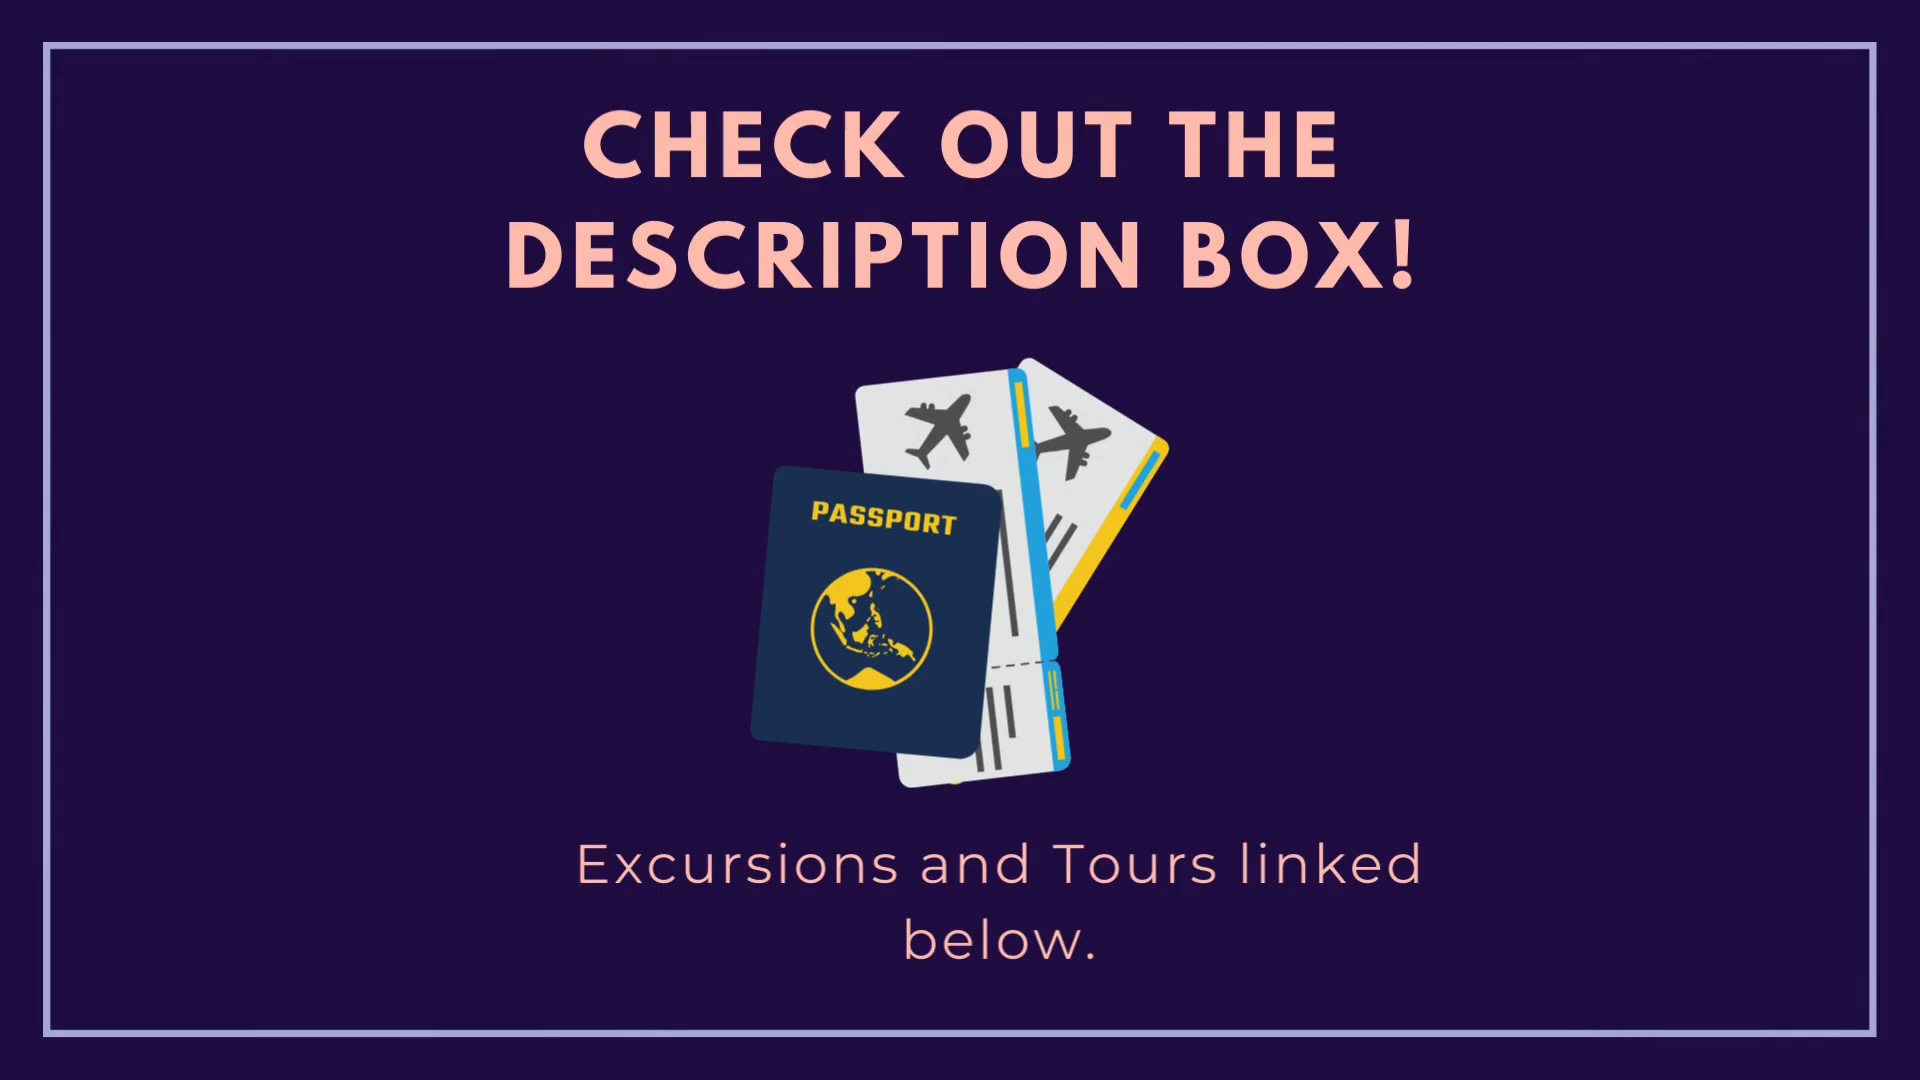 CHECK OUT THE
DESCRIPTION BOX!
PASSPORT
Excursions and Tours linked
below.